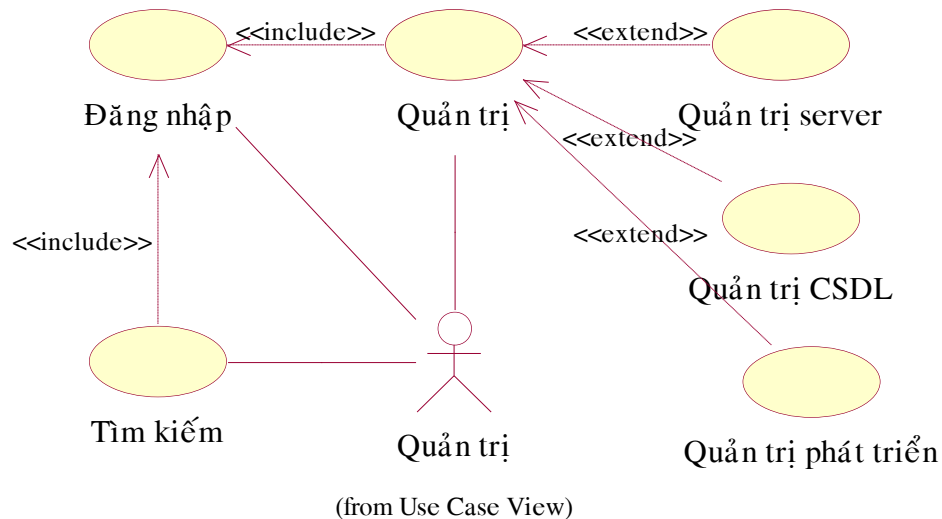 <<include>>
<<extend>>
Đăng nhập
Quản trị
Quản trị server
<<extend>>
<<include>>
<<extend>>
Quản trị CSDL
Tìm kiếm
Quản trị
Quản trị phát triển
(from Use Case View)